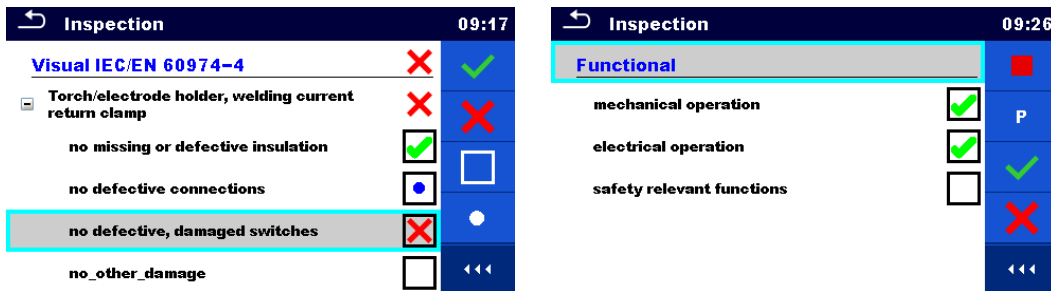 Inspection 09:17
Visual IEC/EN 60974-4
Torch/electrode holder, welding current
return clamp
no missing or defective insulation
no defective connections
no defective, damaged switches
no_other_damage
Inspection 09:26
Functional
P
mechanical operation
electrical operation
safety relevant functions